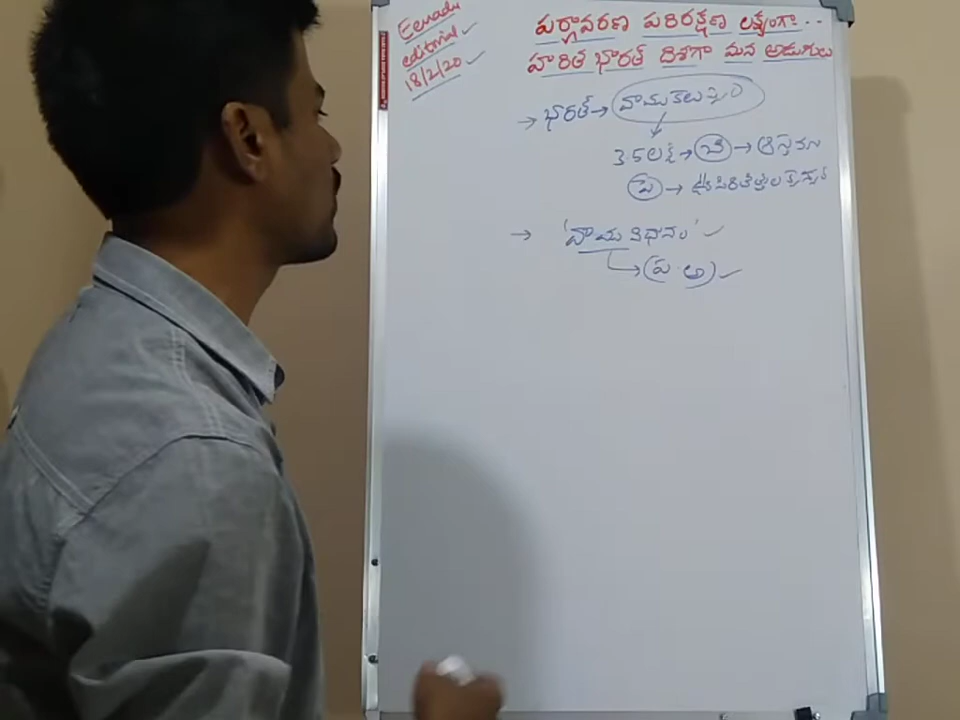 Eenadu
editorial
18/2/20
పర్యావరణ పరిరక్షణ లక్ష్యంగా..
హరిత భారత్ దిశగా మన అడుగులు
→ భారత్ → వాయుకాలుష్యం
3.5 లక్ష → → ఆస్తమా
→
→ 'వాయు విధానం'